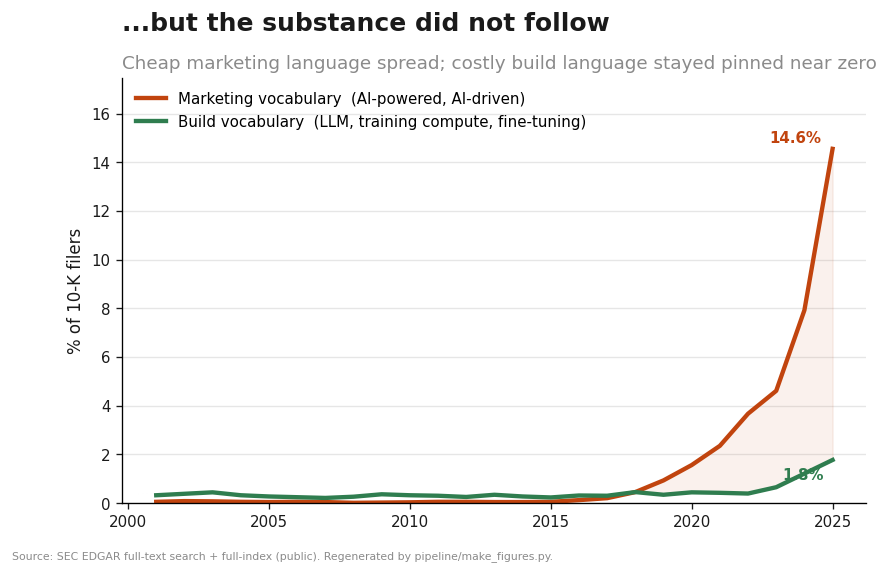 ...but the substance did not follow
Cheap marketing language spread; costly build language stayed pinned near zero
Marketing vocabulary (AI-powered, AI-driven)
Build vocabulary (LLM, training compute, fine-tuning)
14.6%
1.8%
% of 10-K filers
16
14
12
10
8
6
4
2
0
2000 2005 2010 2015 2020 2025
Source: SEC EDGAR full-text search + full-index (public). Regenerated by pipeline/make_figures.py.